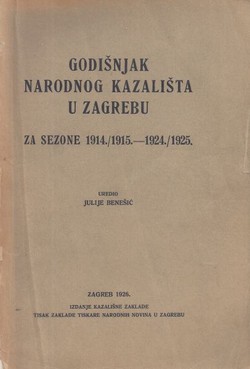 GODIŠNJAK
NARODNOG KAZALIŠTA
U ZAGREBU
ZA SEZONE 1914./1915.—1924./1925.
UREDIO
JULIJE BENEŠIĆ
ZAGREB 1926.
IZDANJE KAZALIŠNE ZAKLADE
TISAK ZAKLADE TISKARE NARODNIH NOVINA U ZAGREBU